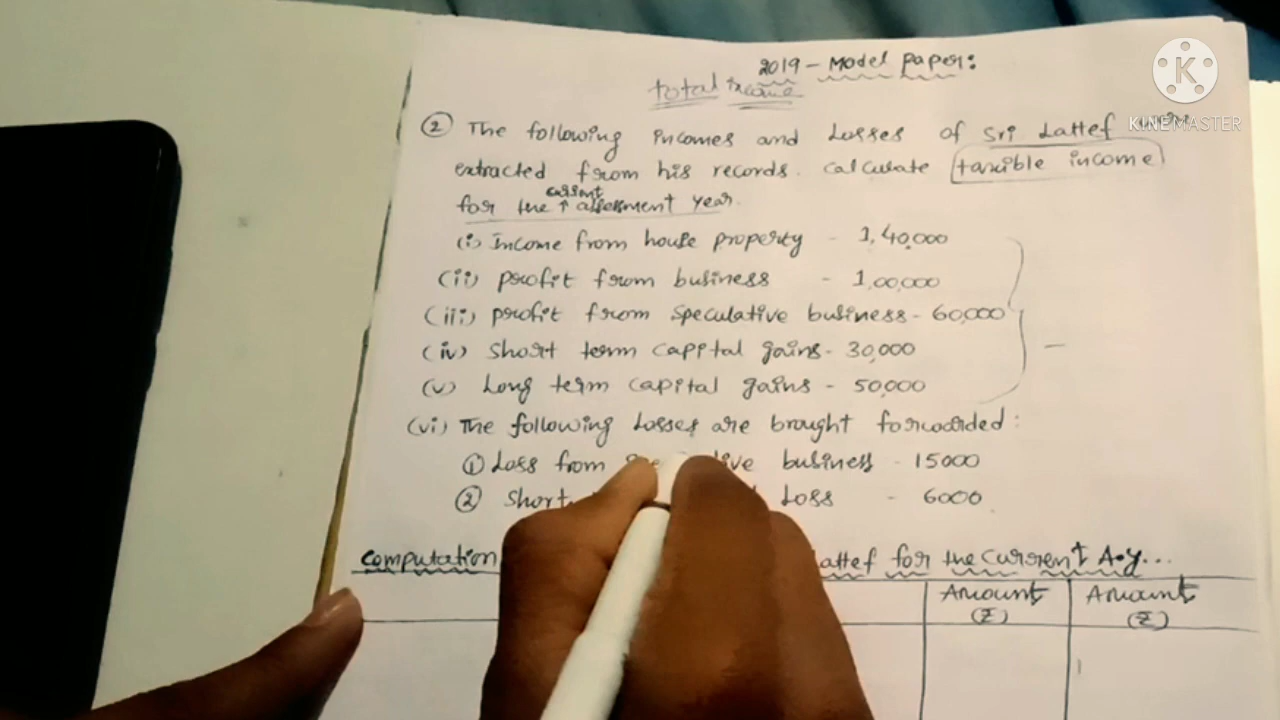 2019 - Model paper:
total income
② The following incomes and Losses of Sri Lattef
KINEMASTER
extracted from his records. Calculate taxible income
for the ↑ current assessment year.
(i) Income from house property - 1,40,000
(ii) profit from business - 1,00,000
(iii) profit from speculative business - 60,000
(iv) Short term capital gains - 30,000
(v) Long term capital gains - 50,000
(vi) The following Losses are brought forwarded:
① Loss from business - 15000
② Short Loss - 6000
Computation attef for the current A.y...
Amount Amount
(₹) (₹)